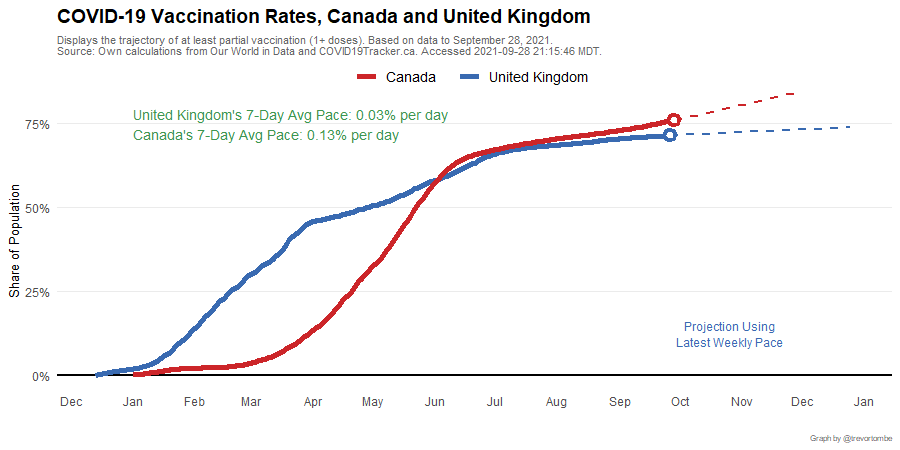 COVID-19 Vaccination Rates, Canada and United Kingdom
Displays the trajectory of at least partial vaccination (1+ doses). Based on data to September 28, 2021.
Source: Own calculations from Our World in Data and COVID19Tracker.ca. Accessed 2021-09-28 21:15:46 MDT.
Canada United Kingdom
United Kingdom's 7-Day Avg Pace: 0.03% per day
Canada's 7-Day Avg Pace: 0.13% per day
75%
50%
25%
0%
Share of Population
Projection Using
Latest Weekly Pace
Dec Jan Feb Mar Apr May Jun Jul Aug Sep Oct Nov Dec Jan
Graph by @trevortombe